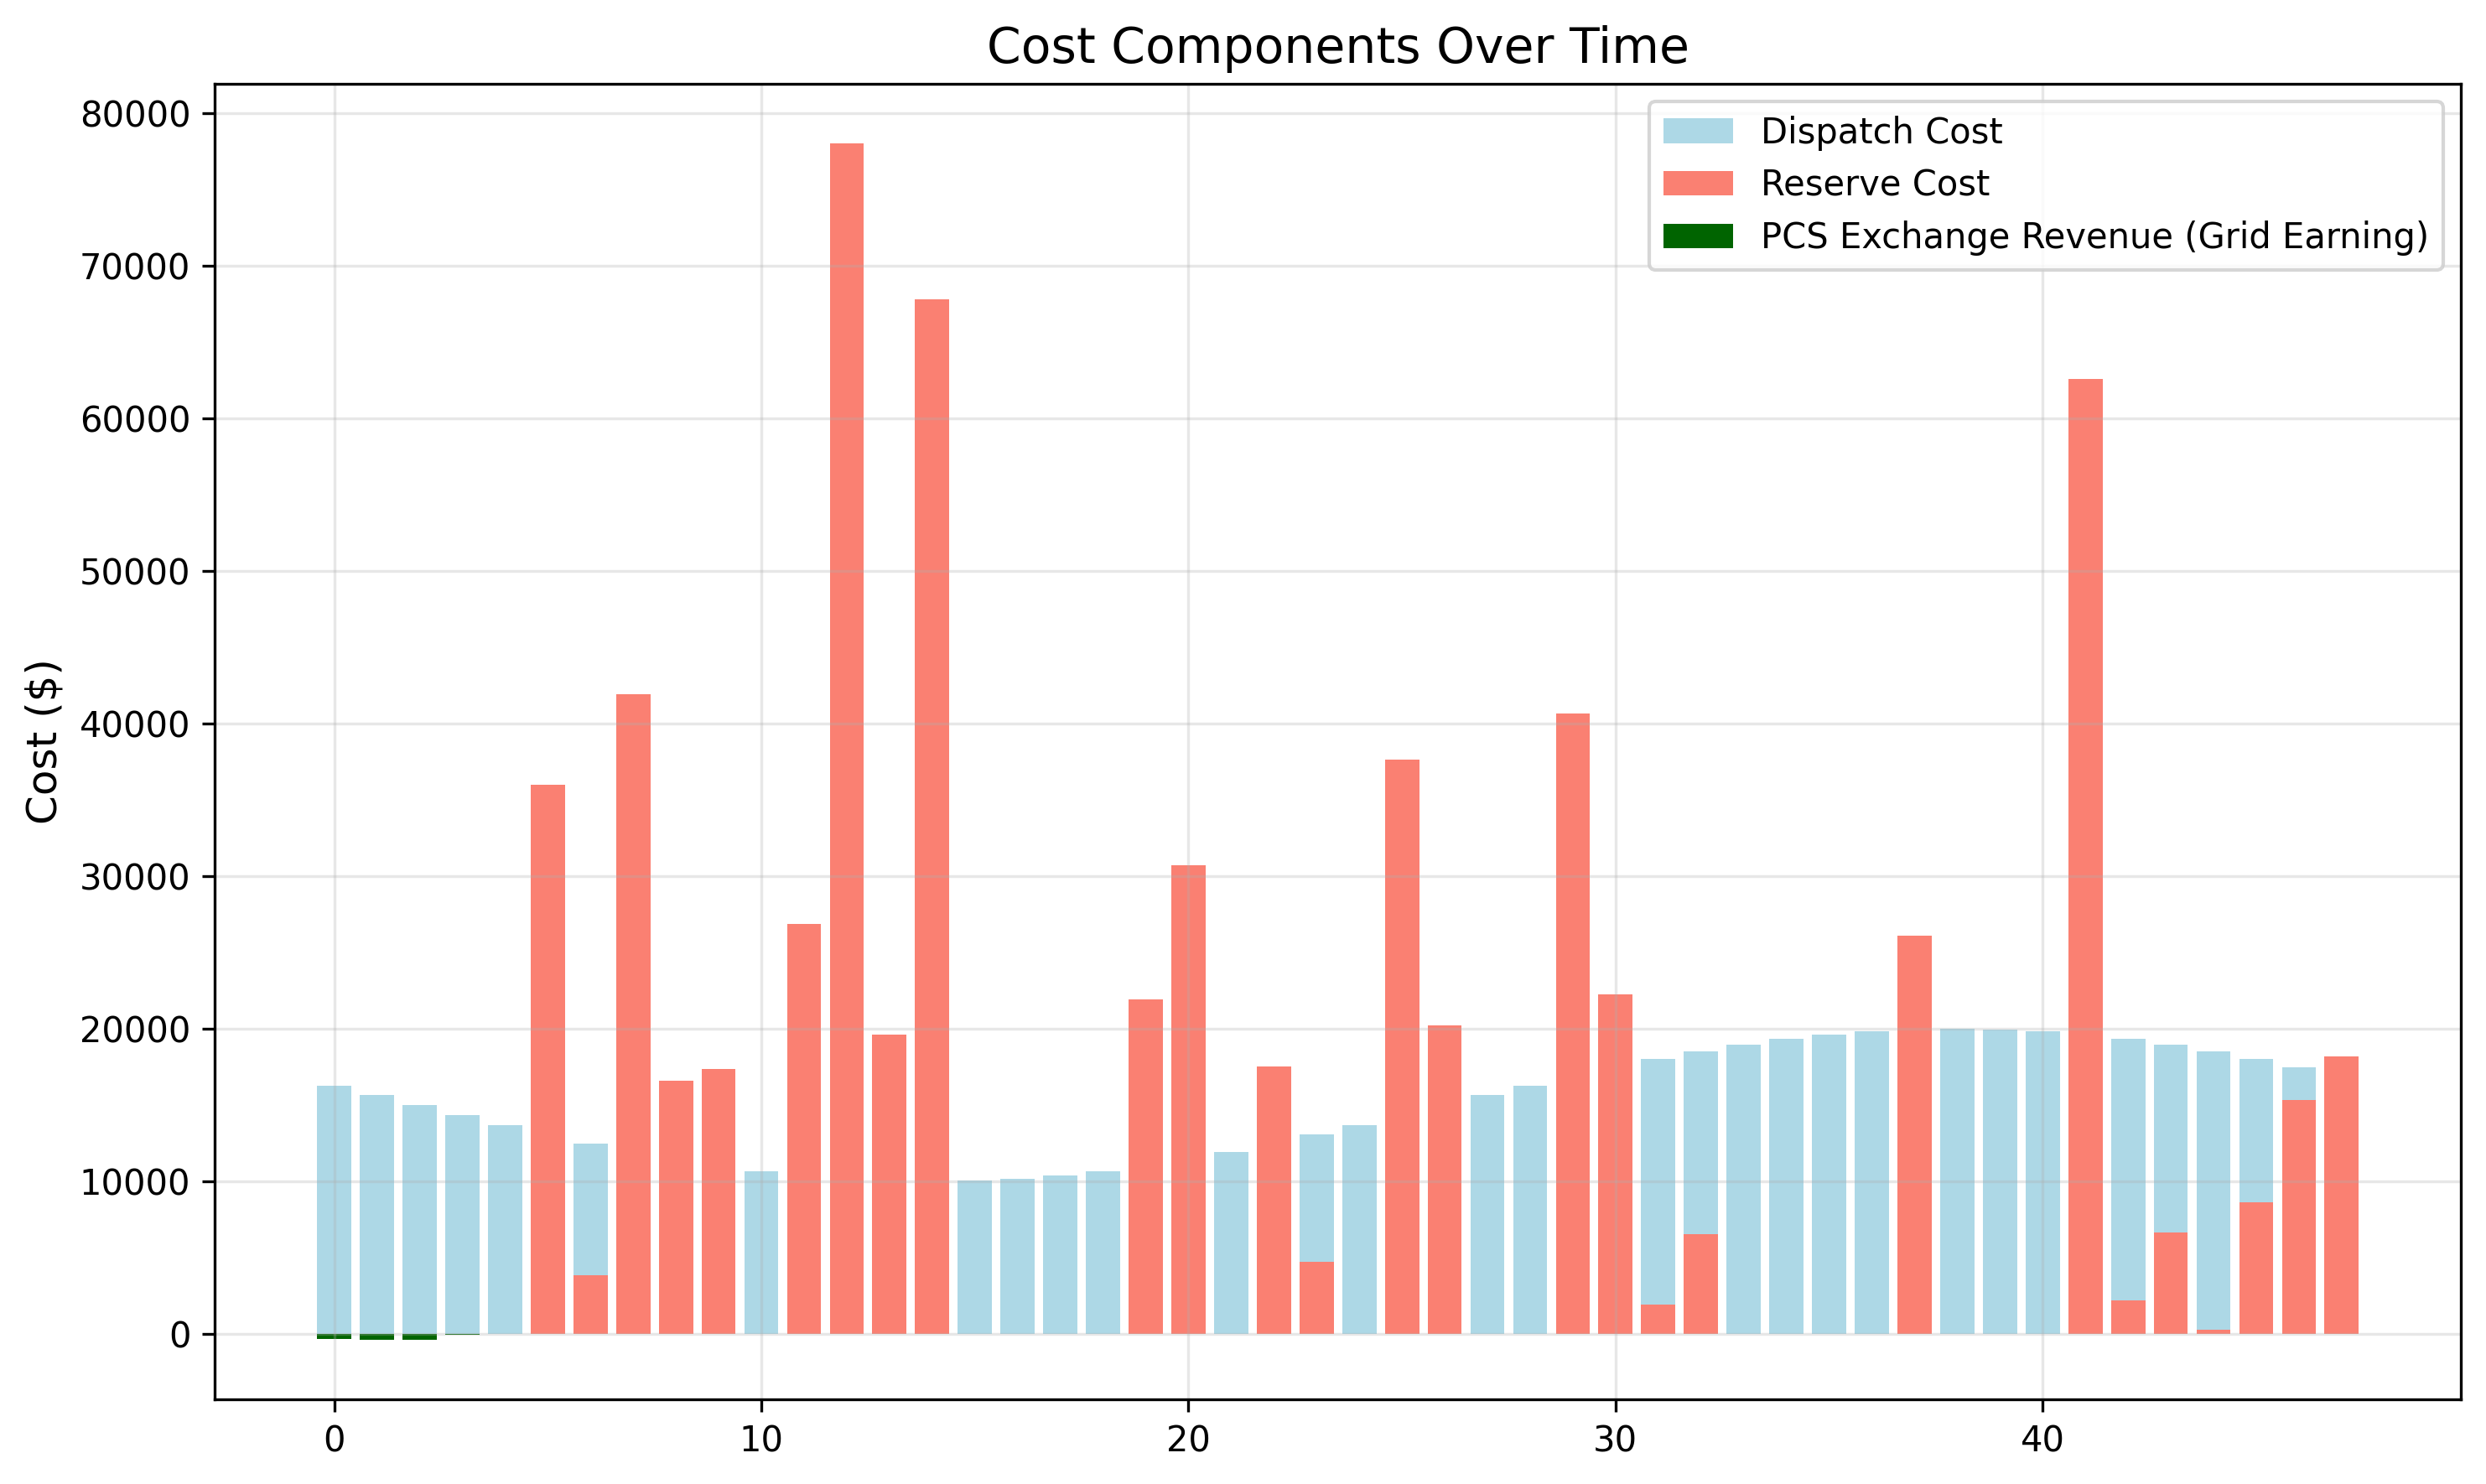 Cost Components Over Time
Dispatch Cost
Reserve Cost
PCS Exchange Revenue (Grid Earning)
Cost ($)
80000
70000
60000
50000
40000
30000
20000
10000
0
0 10 20 30 40